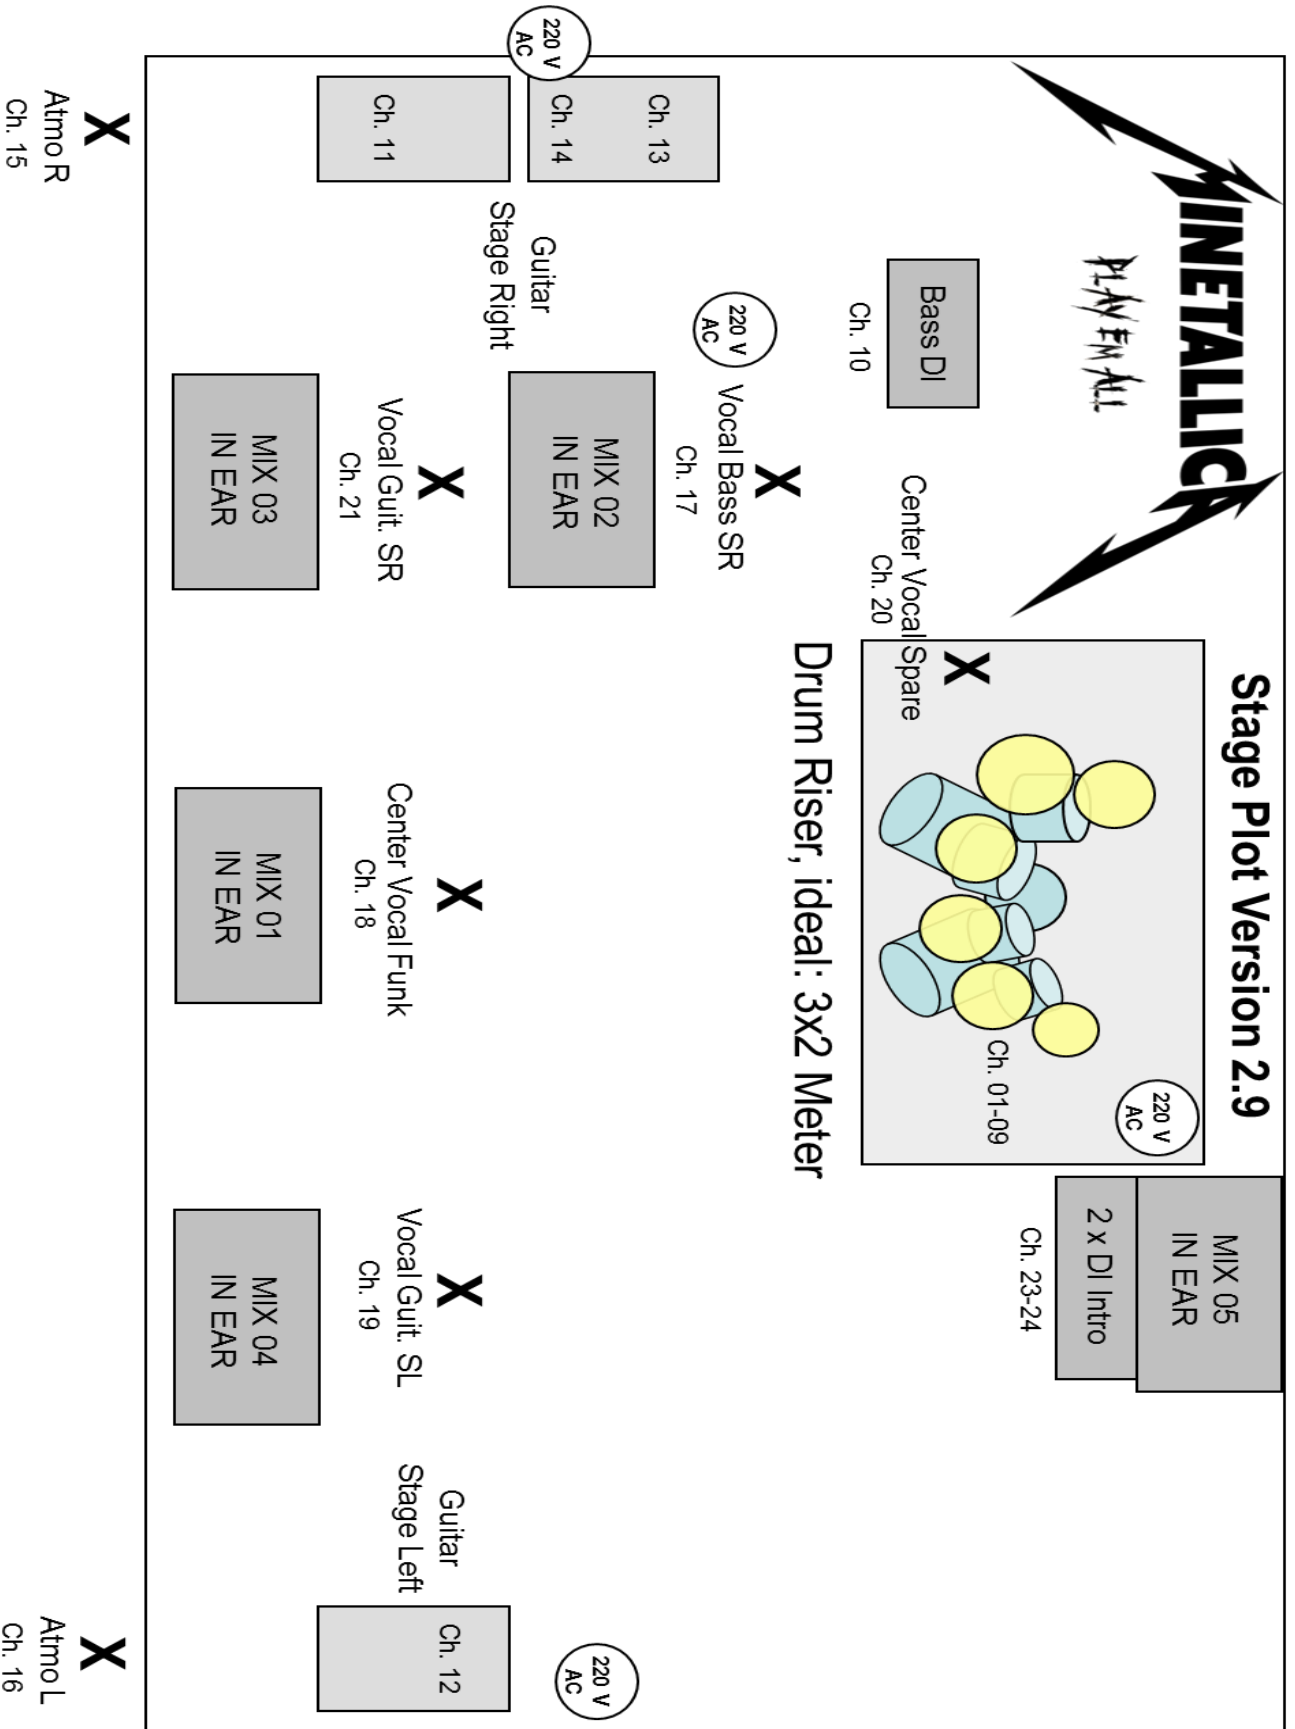 MINETALLICA
PLAY EM ALL
Stage Plot Version 2.9
MIX 05
IN EAR
2 x DI Intro
Ch. 23-24
220 V
AC
Ch. 01-09
Center Vocal Spare
Ch. 20
Drum Riser, ideal: 3x2 Meter
Bass DI
Ch. 10
Vocal Bass SR
Ch. 17
220 V
AC
MIX 02
IN EAR
Ch. 13
Ch. 14
220 V
AC
Ch. 11
Guitar
Stage Right
X
X
X
Vocal Guit. SR
Ch. 21
MIX 03
IN EAR
X
Center Vocal Funk
Ch. 18
MIX 01
IN EAR
X
Vocal Guit. SL
Ch. 19
MIX 04
IN EAR
220 V
AC
Guitar
Stage Left
Ch. 12
X
Atmo R
Ch. 15
X
Atmo L
Ch. 16